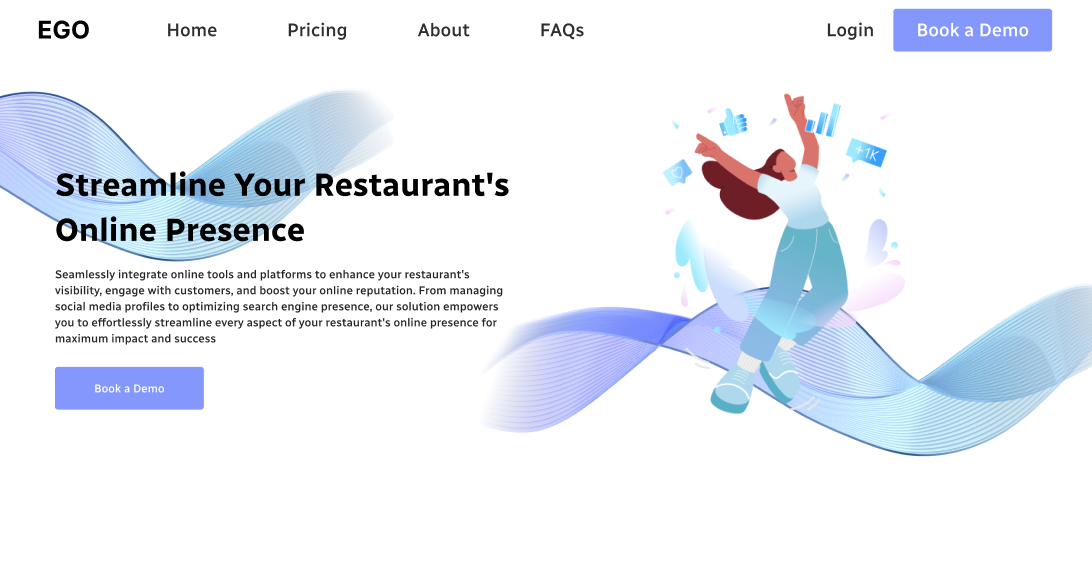 EGO
Home
Pricing
About
FAQs
Login
Book a Demo
+1K
Streamline Your Restaurant's
Online Presence
Seamlessly integrate online tools and platforms to enhance your restaurant's
visibility, engage with customers, and boost your online reputation. From managing
social media profiles to optimizing search engine presence, our solution empowers
you to effortlessly streamline every aspect of your restaurant's online presence for
maximum impact and success
Book a Demo